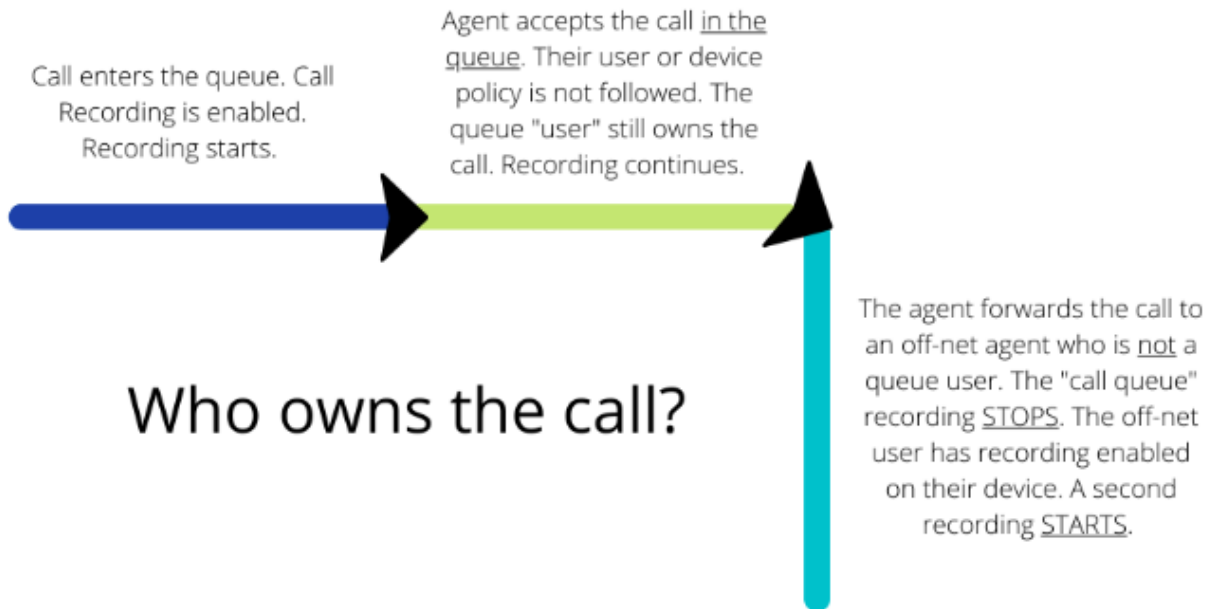 Call enters the queue. Call
Recording is enabled.
Recording starts.
Agent accepts the call in the
queue. Their user or device
policy is not followed. The
queue "user" still owns the
call. Recording continues.
Who owns the call?
The agent forwards the call to
an off-net agent who is not a
queue user. The "call queue"
recording STOPS. The off-net
user has recording enabled
on their device. A second
recording STARTS.